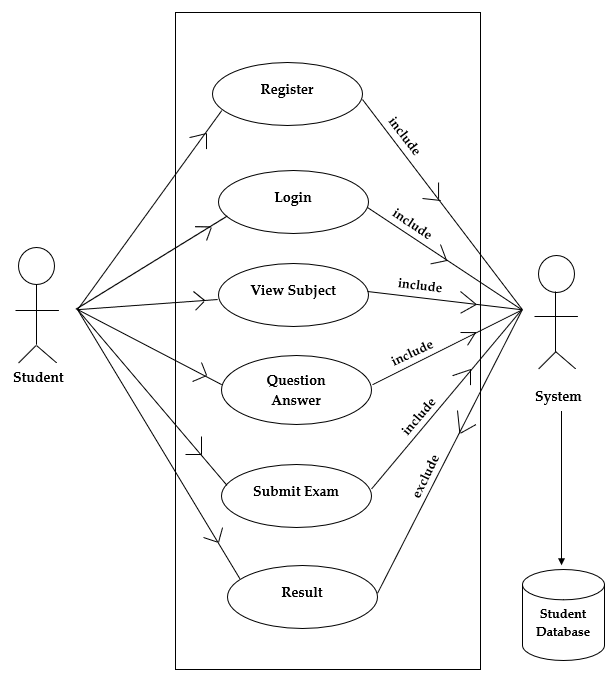 Register
include
Login
include
View Subject
include
Question
Answer
include
Submit Exam
include
Result
exclude
Student
System
Student
Database